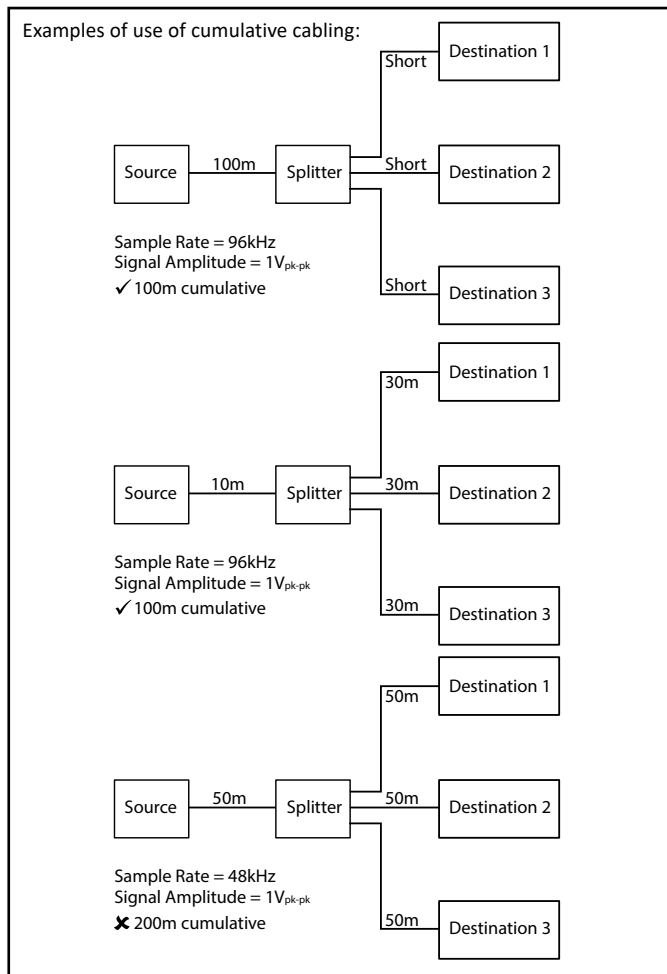 Examples of use of cumulative cabling:
Destination 1
Short
Source
100m
Splitter
Short
Destination 2
Sample Rate = 96kHz
Signal Amplitude = 1Vpk-pk
✓ 100m cumulative
Short
Destination 3
Destination 1
30m
Source
10m
Splitter
30m
Destination 2
Sample Rate = 96kHz
Signal Amplitude = 1Vpk-pk
✓ 100m cumulative
30m
Destination 3
Destination 1
50m
Source
50m
Splitter
50m
Destination 2
Sample Rate = 48kHz
Signal Amplitude = 1Vpk-pk
✘ 200m cumulative
50m
Destination 3